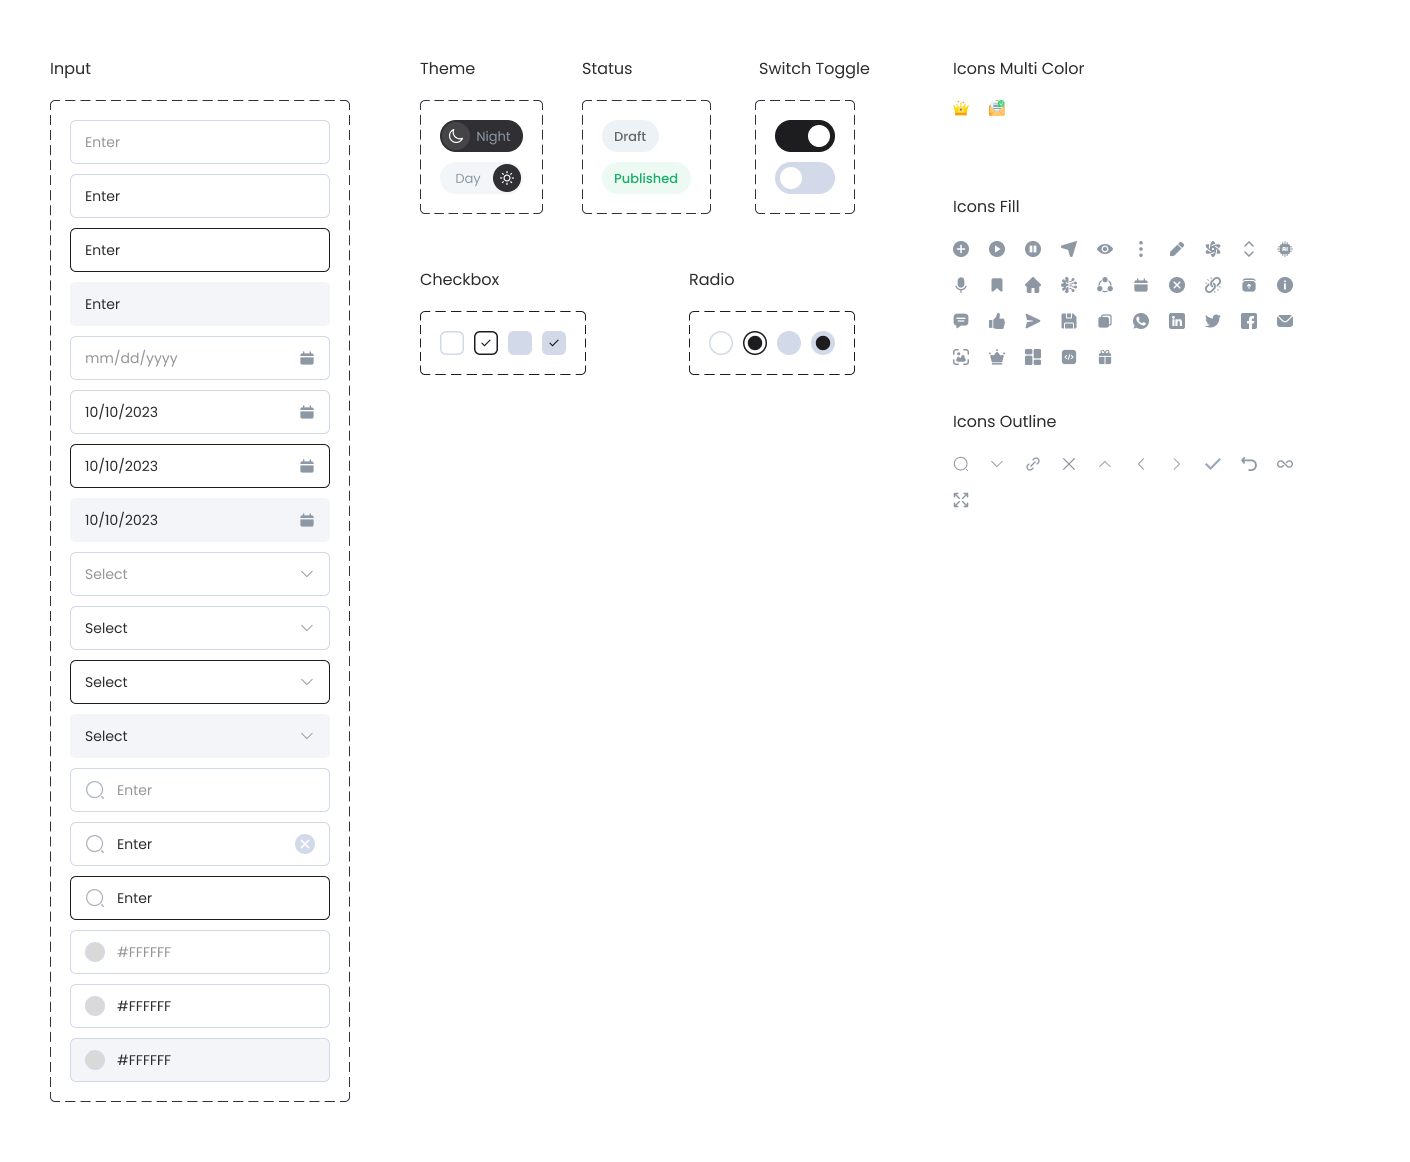 Input
Enter
Enter
Enter
Enter
mm/dd/yyyy
10/10/2023
10/10/2023
10/10/2023
Select
Select
Select
Select
Enter
Enter
Enter
#FFFFFF
#FFFFFF
#FFFFFF
Theme
Night
Day
Status
Draft
Published
Switch Toggle
Checkbox
Radio
Icons Multi Color
Icons Fill
Icons Outline